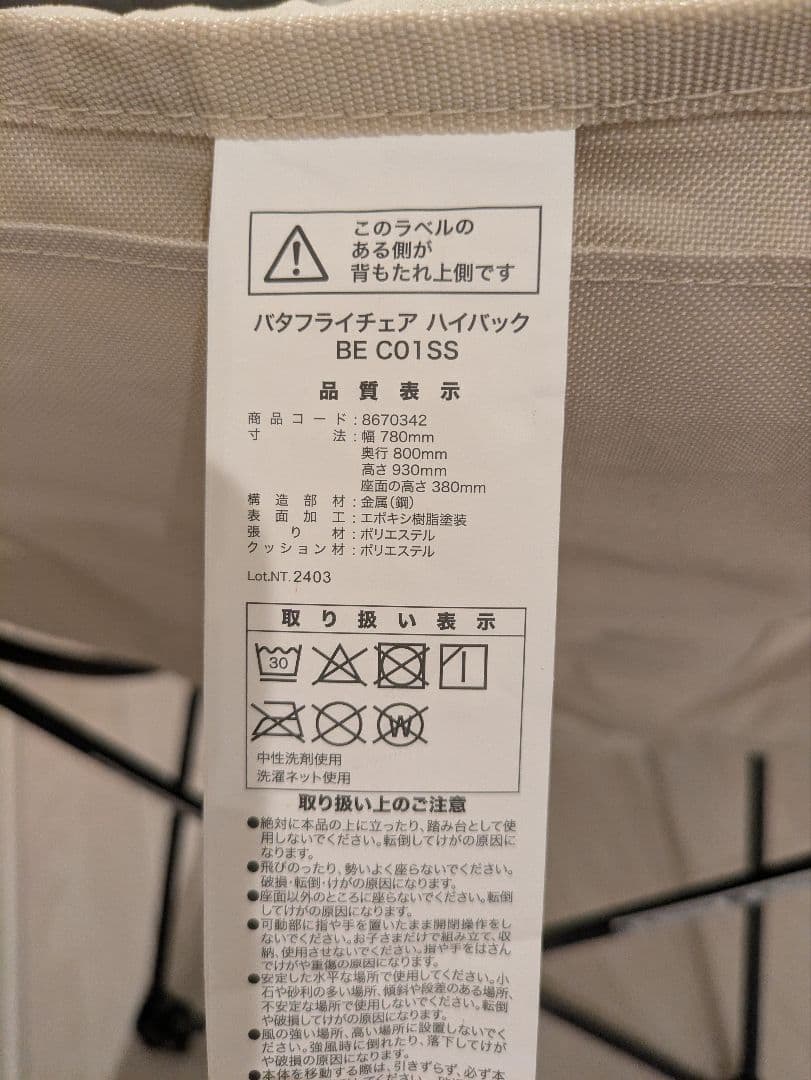 このラベルの
ある側が
背もたれ上側です
バタフライチェア ハイバック
BE C01SS
品質表示
商品コード:8670342
寸法:幅 780mm
奥行 800mm
高さ 930mm
座面の高さ 380mm
構造部材:金属(鋼)
表面加工:エポキシ樹脂塗装
張り材:ポリエステル
クッション材:ポリエステル
Lot.NT.2403
取り扱い表示
30
W
中性洗剤使用
洗濯ネット使用
取り扱い上のご注意
●絶対に本品の上に立ったり、踏み台として使
用しないでください。転倒してけがの原因に
なります。
●飛びのったり、勢いよく座らないでください。
破損・転倒・けがの原因になります。
●座面以外のところに座らないでください。転倒
してけがの原因になります。
●可動部に指や手を置いたまま開閉操作をし
ないでください。お子さまだけで組み立て、収
納、使用させないでください。指や手をはさん
でけがや重傷の原因になります。
●安定した水平な場所で使用してください。小
石や砂利の多い場所、傾斜や段差のある場所、
不安定な場所で使用しないでください。転倒
や破損してけがの原因になります。
●風の強い場所、高い場所に設置しないでく
ださい。強風時に倒れたり、落下してけが
や破損の原因になります。
●本体を移動する際は、引きずらず、必ず本